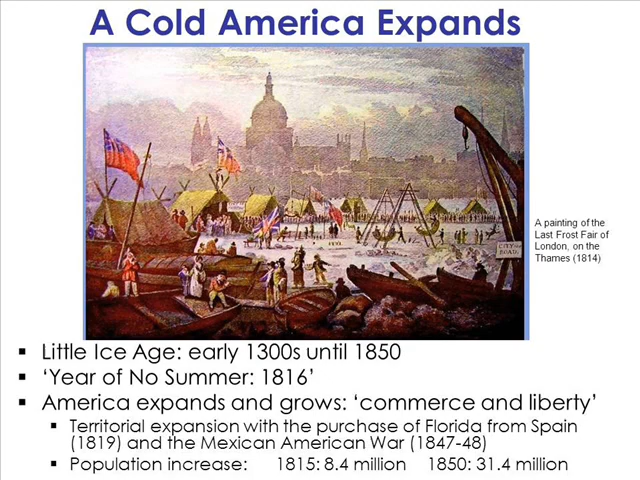 A Cold America Expands
A painting of the
Last Frost Fair of
London, on the
Thames (1814)
CITY
ROAD
▪ Little Ice Age: early 1300s until 1850
▪ ‘Year of No Summer: 1816’
▪ America expands and grows: ‘commerce and liberty’
▪ Territorial expansion with the purchase of Florida from Spain
(1819) and the Mexican American War (1847-48)
▪ Population increase: 1815: 8.4 million 1850: 31.4 million